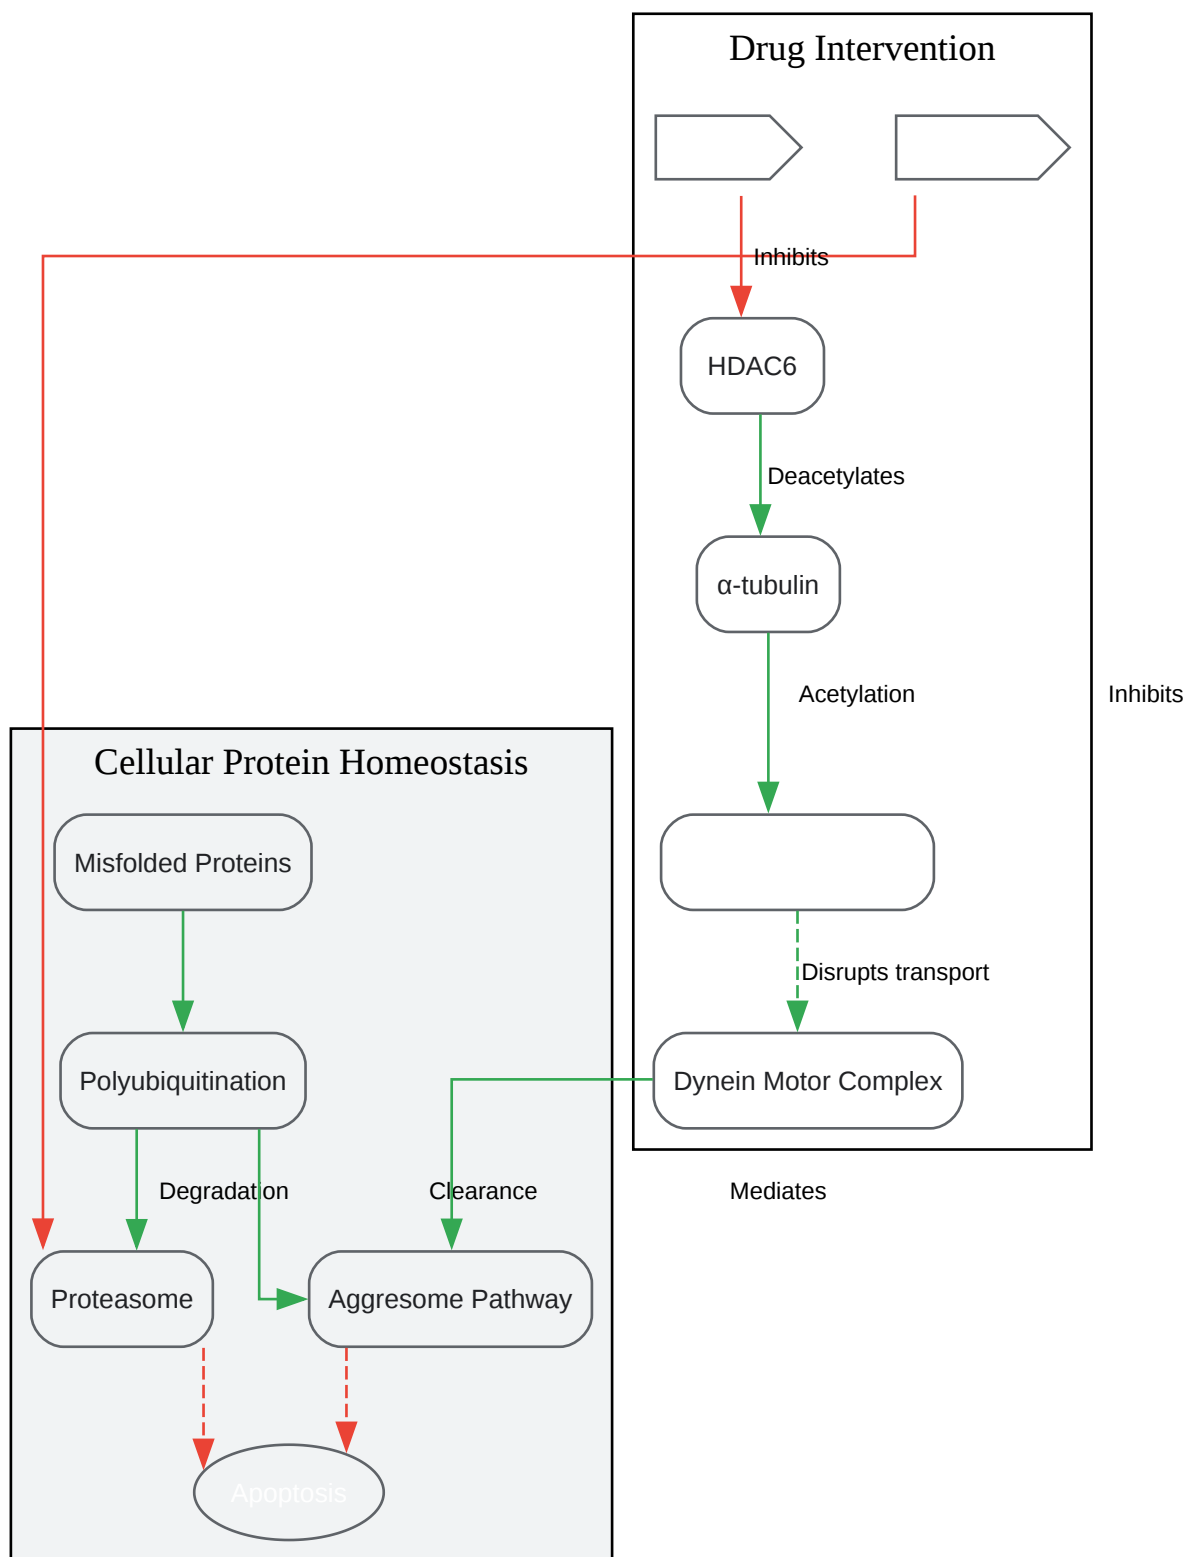 Drug Intervention
Inhibits
HDAC6
Deacetylates
α-tubulin
Acetylation
Inhibits
Cellular Protein Homeostasis
Misfolded Proteins
Disrupts transport
Polyubiquitination
Dynein Motor Complex
Degradation
Clearance
Mediates
Proteasome
Aggresome Pathway
Apoptosis